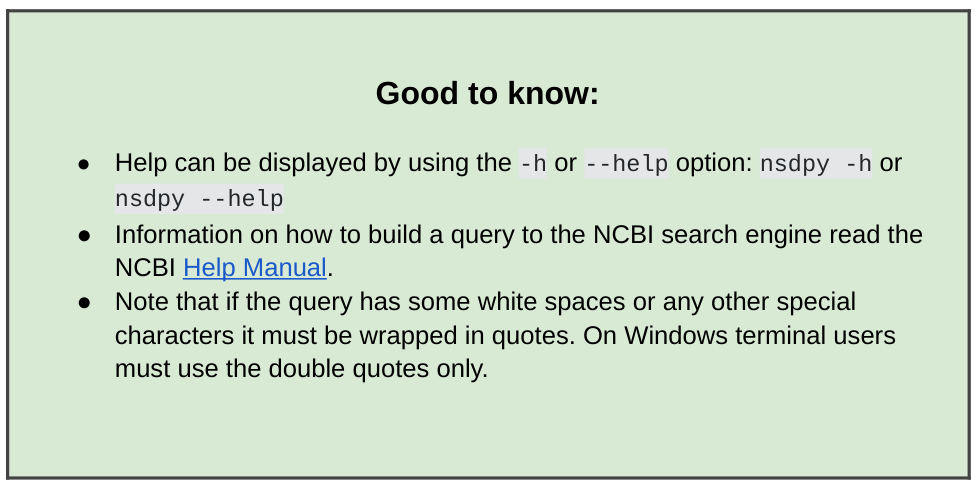 Good to know:
● Help can be displayed by using the -h or --help option: nsdpy -h or
nsdpy --help
● Information on how to build a query to the NCBI search engine read the
NCBI Help Manual.
● Note that if the query has some white spaces or any other special
characters it must be wrapped in quotes. On Windows terminal users
must use the double quotes only.